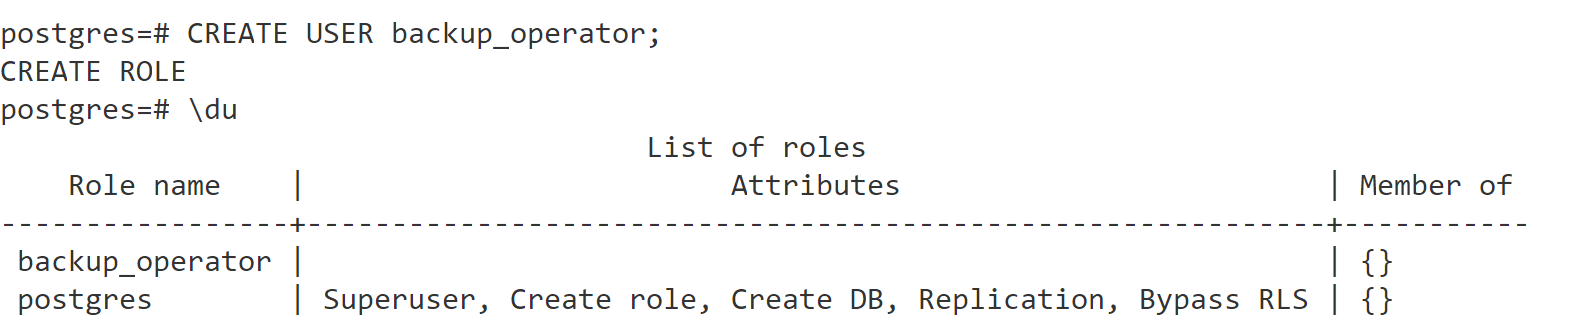 postgres=# CREATE USER backup_operator;
CREATE ROLE
postgres=# \du
                                      List of roles
    Role name    |                         Attributes                         | Member of
-----------------+------------------------------------------------------------+-----------
 backup_operator |                                                            | {}
 postgres        | Superuser, Create role, Create DB, Replication, Bypass RLS | {}